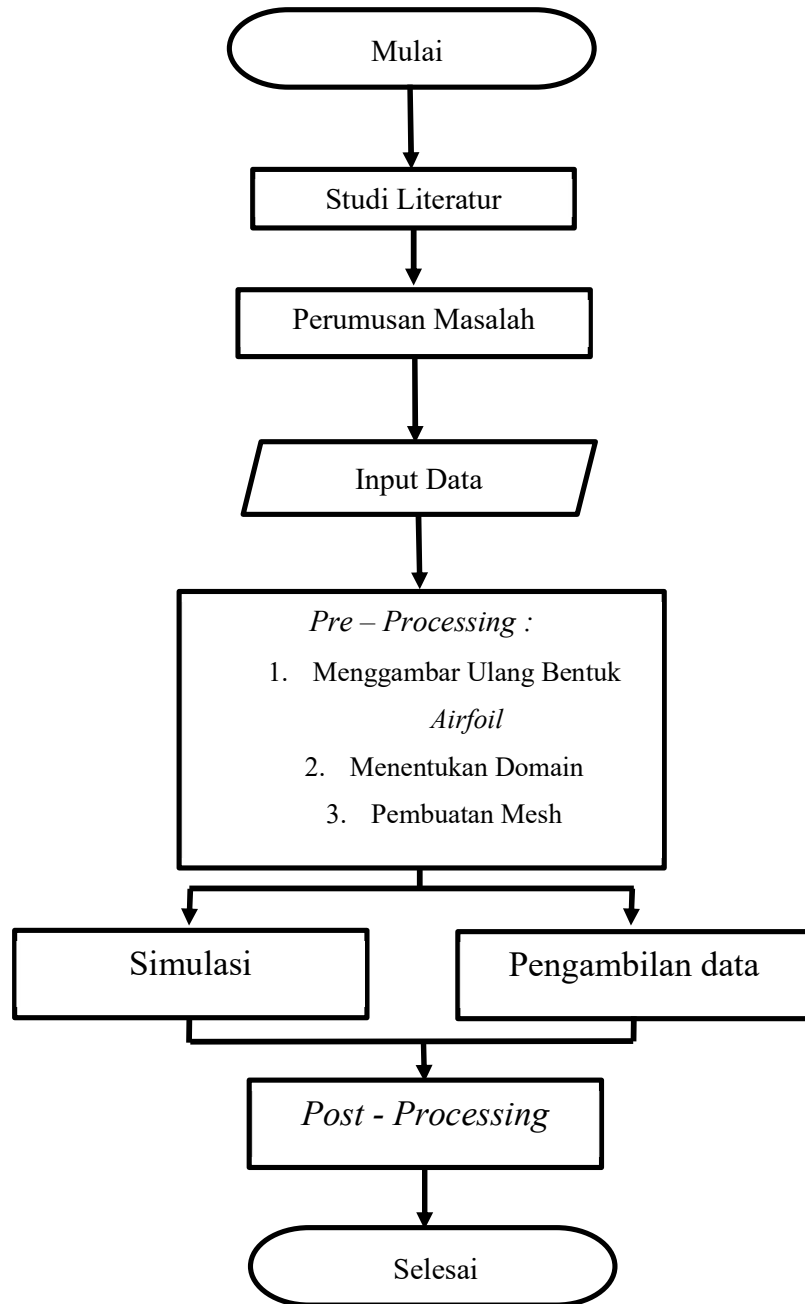 Mulai
Studi Literatur
Perumusan Masalah
Input Data
Pre – Processing :
1. Menggambar Ulang Bentuk
Airfoil
2. Menentukan Domain
3. Pembuatan Mesh
Simulasi
Pengambilan data
Post - Processing
Selesai